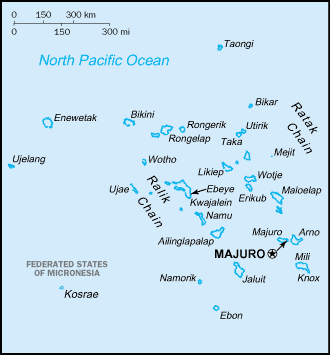 0 150 300 km
0 150 300 mi
Taongi
North Pacific Ocean
Bikar
Ratak
Chain
Enewetak
Bikini
Rongerik
Utirik
Rongelap
Taka
Mejit
Ujelang
Wotho
Likiep
Wotje
Ujae
Ralik
Chain
Ebeye
Kwajalein
Erikub
Maloelap
Namu
Ailinglapalap
Majuro
Arno
MAJURO
Mili
FEDERATED STATES
OF MICRONESIA
Namorik
Jaluit
Knox
Kosrae
Ebon